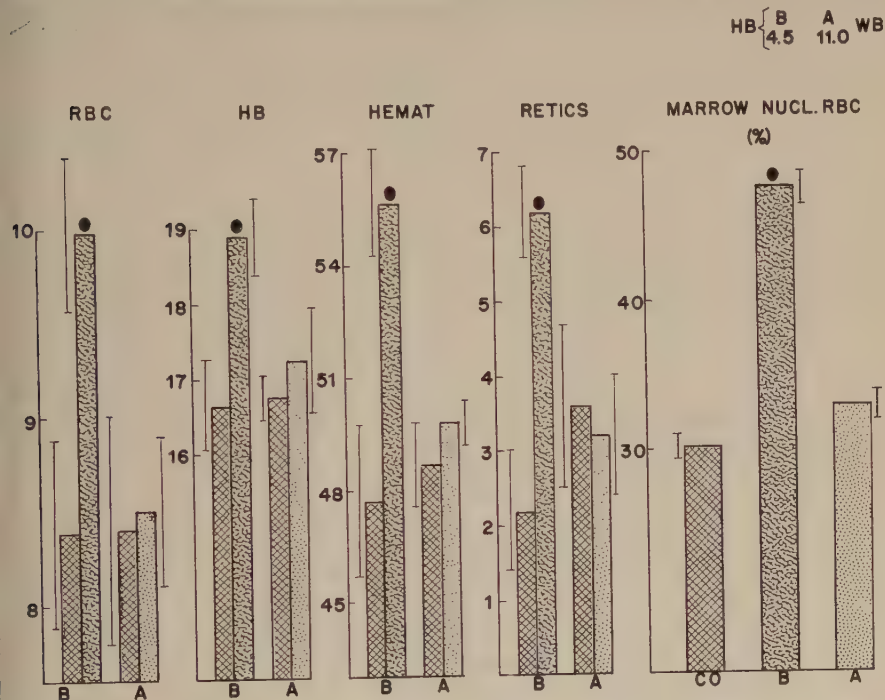 HB { B A WB
4.5 11.0
RBC HB HEMAT RETICS MARROW NUCL. RBC
(%)
57 7 50
10 19 6
54
18 5 40
51 4
17
9 16 3 30
48 2
8 45 1
B A B A B A B A CO B A